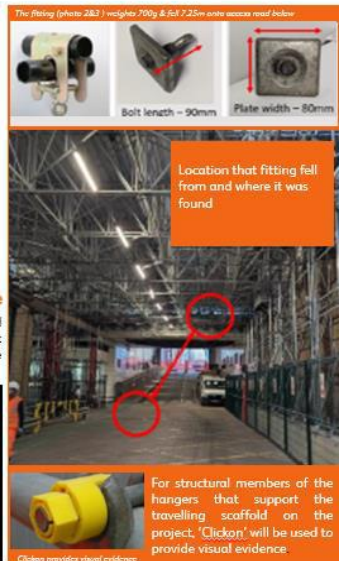 The fitting (photo 2&3 ) weights 700g & fell 7.25m onto access road below
Bolt length – 90mm
Plate width – 80mm
Location that fitting fell
from and where it was
found
For structural members of the
hangers that support the
travelling scaffold on the
project, ‘Clickon’ will be used to
provide visual evidence.
Clickon provides visual evidence